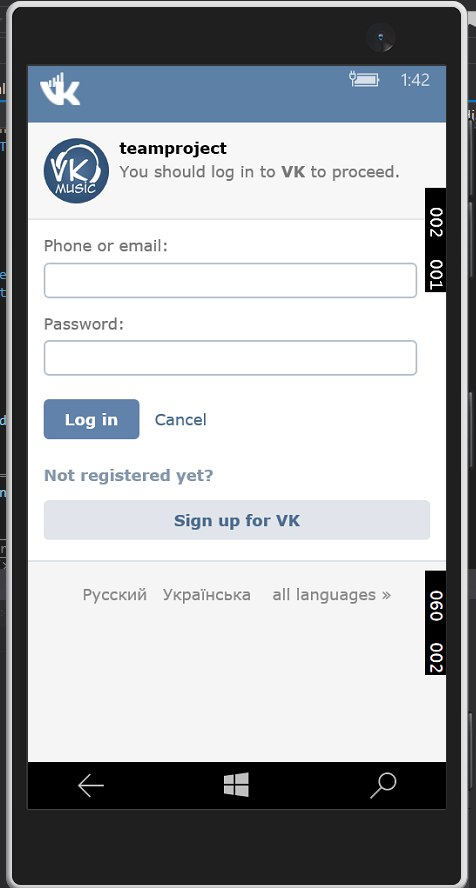 VK
1:42
VK
MUSIC
teamproject
You should log in to VK to proceed.
002
001
Phone or email:
Password:
Log in
Cancel
Not registered yet?
Sign up for VK
Русский Українська all languages »
060
002